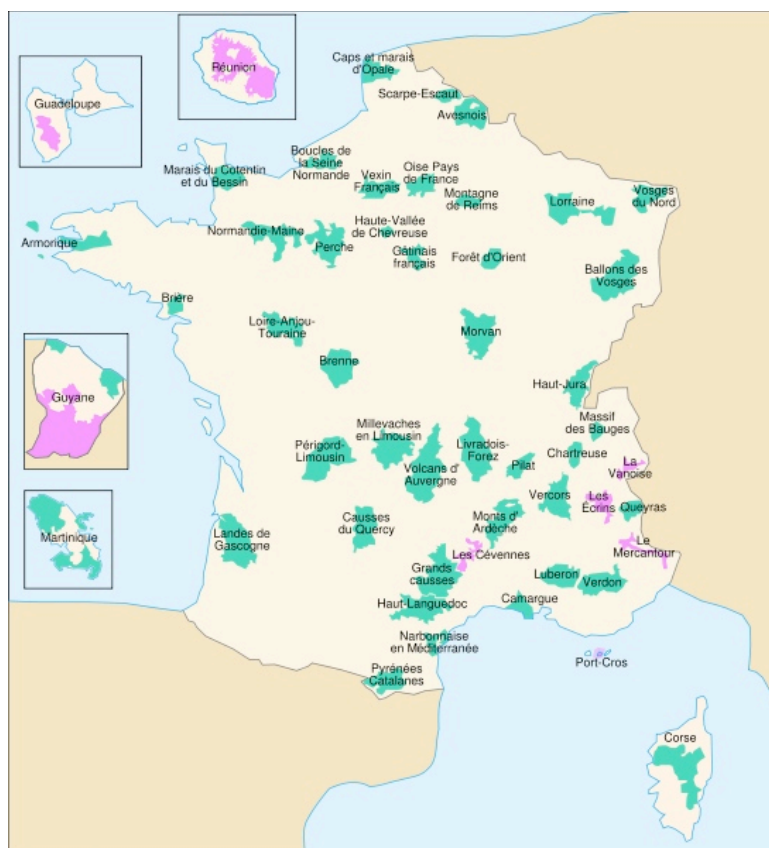 Réunion
Guadeloupe
Caps et marais
d'Opale
Scarpe-Escaut
Avesnois
Marais du Cotentin
et du Bessin
Boucles
de la Seine
Normande
Vexin
Français
Oise Pays
de France
Montagne
de Reims
Lorraine
Vosges
du Nord
Armorique
Normandie-Maine
Perche
Haute-Vallée
de Chevreuse
Gâtinais
français
Forêt d'Orient
Ballons des
Vosges
Brière
Loire-Anjou-
Touraine
Brenne
Morvan
Haut-Jura
Guyane
Massif
des Bauges
Périgord-
Limousin
Millevaches
en Limousin
Volcans d'
Auvergne
Livradois-
Forez
Pilat
Chartreuse
La
Vanoise
Vercors
Les
Écrins
Queyras
Martinique
Landes de
Gascogne
Causses
du Quercy
Monts d'
Ardèche
Les Cévennes
Le
Mercantour
Grands
causses
Luberon
Verdon
Haut-Languedoc
Camargue
Narbonnaise
en Méditerranée
Port-Cros
Pyrénées
Catalanes
Corse